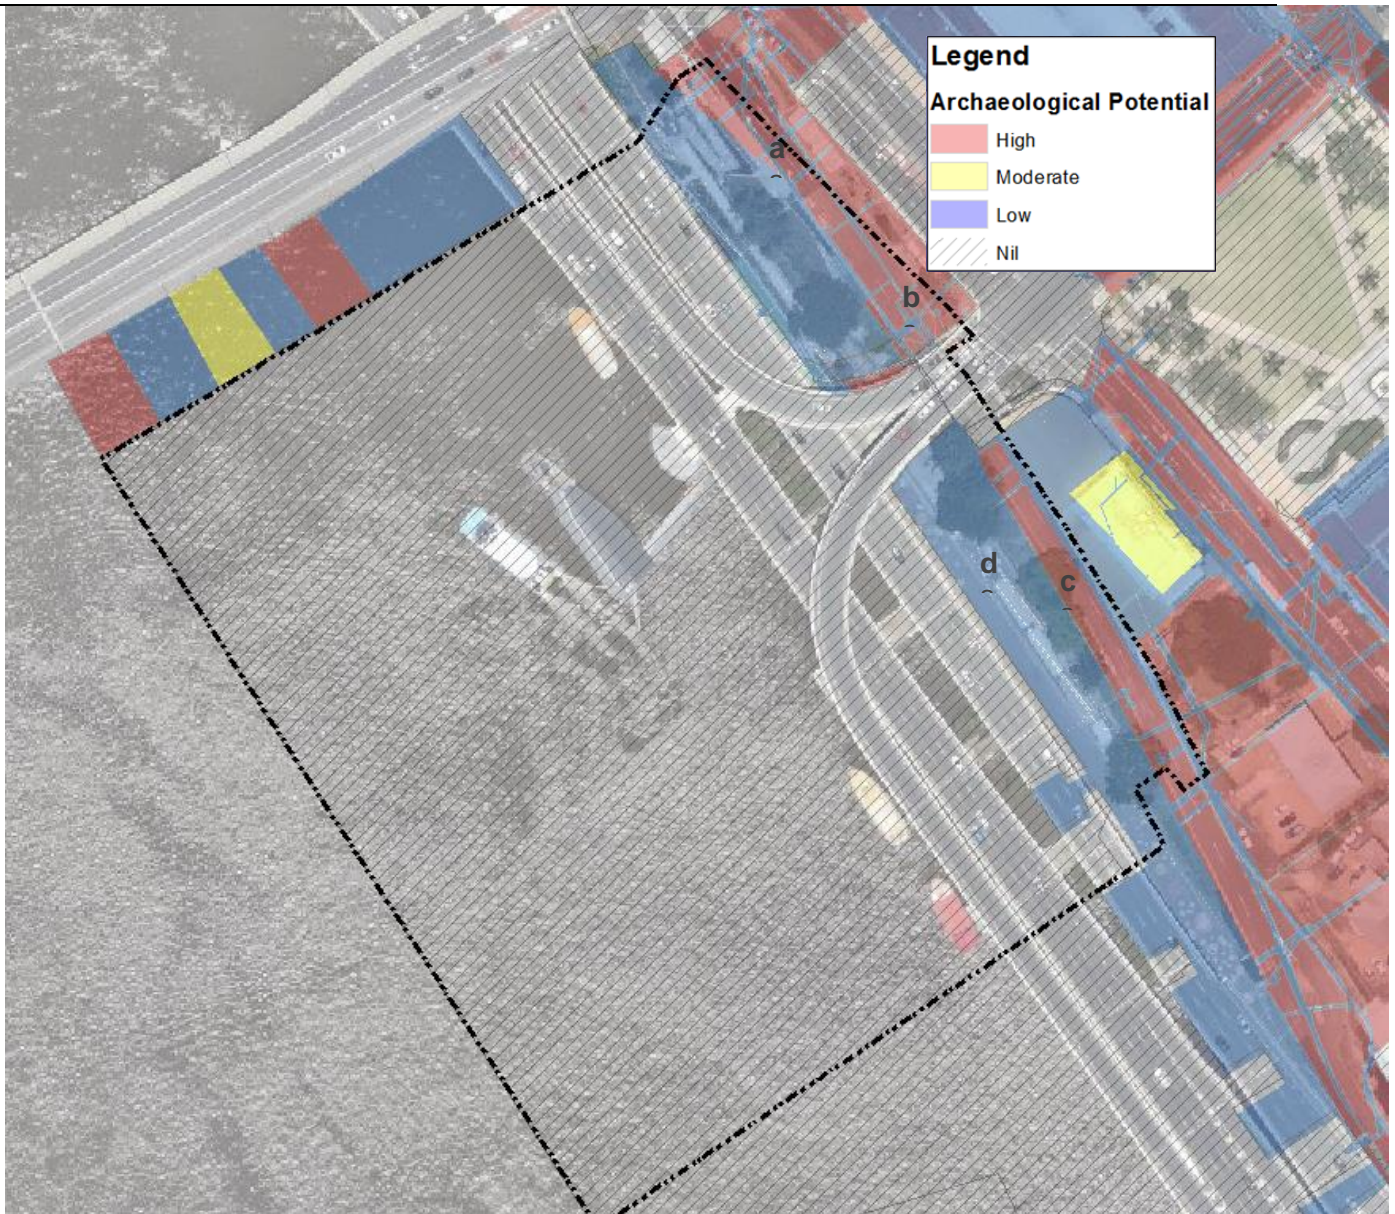 Legend
Archaeological Potential
High
Moderate
Low
Nil
a
b
d
c